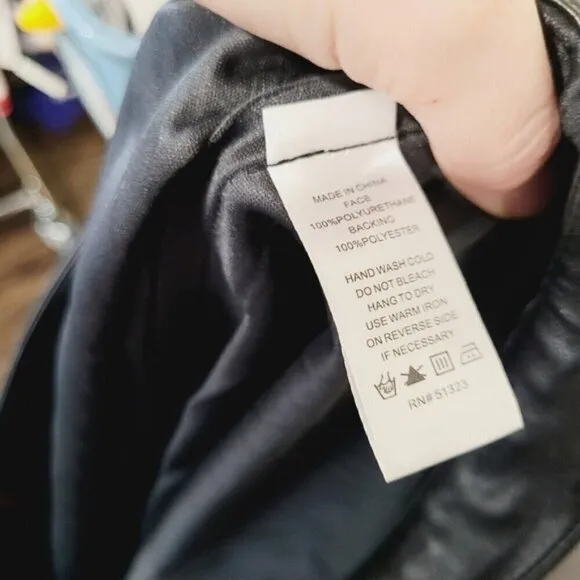 MADE IN CHINA
FACE
100%POLYURETHANE
BACKING
100%POLYESTER
HAND WASH COLD
DO NOT BLEACH
HANG TO DRY
USE WARM IRON
ON REVERSE SIDE
IF NECESSARY
RN# 51323